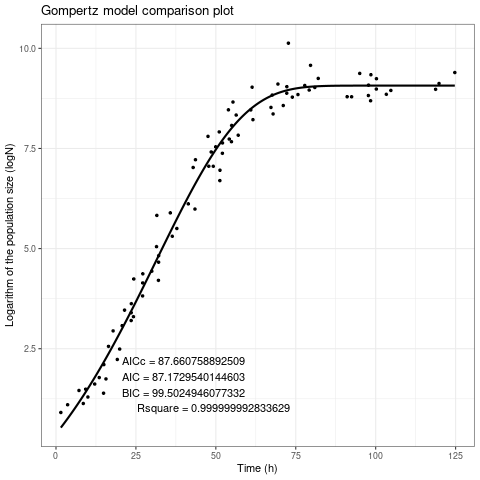 Gompertz model comparison plot
10.0
7.5
5.0
2.5
Logarithm of the population size (logN)
AICc = 87.660758892509
AIC = 87.1729540144603
BIC = 99.5024946077332
Rsquare = 0.999999992833629
0 25 50 75 100 125
Time (h)